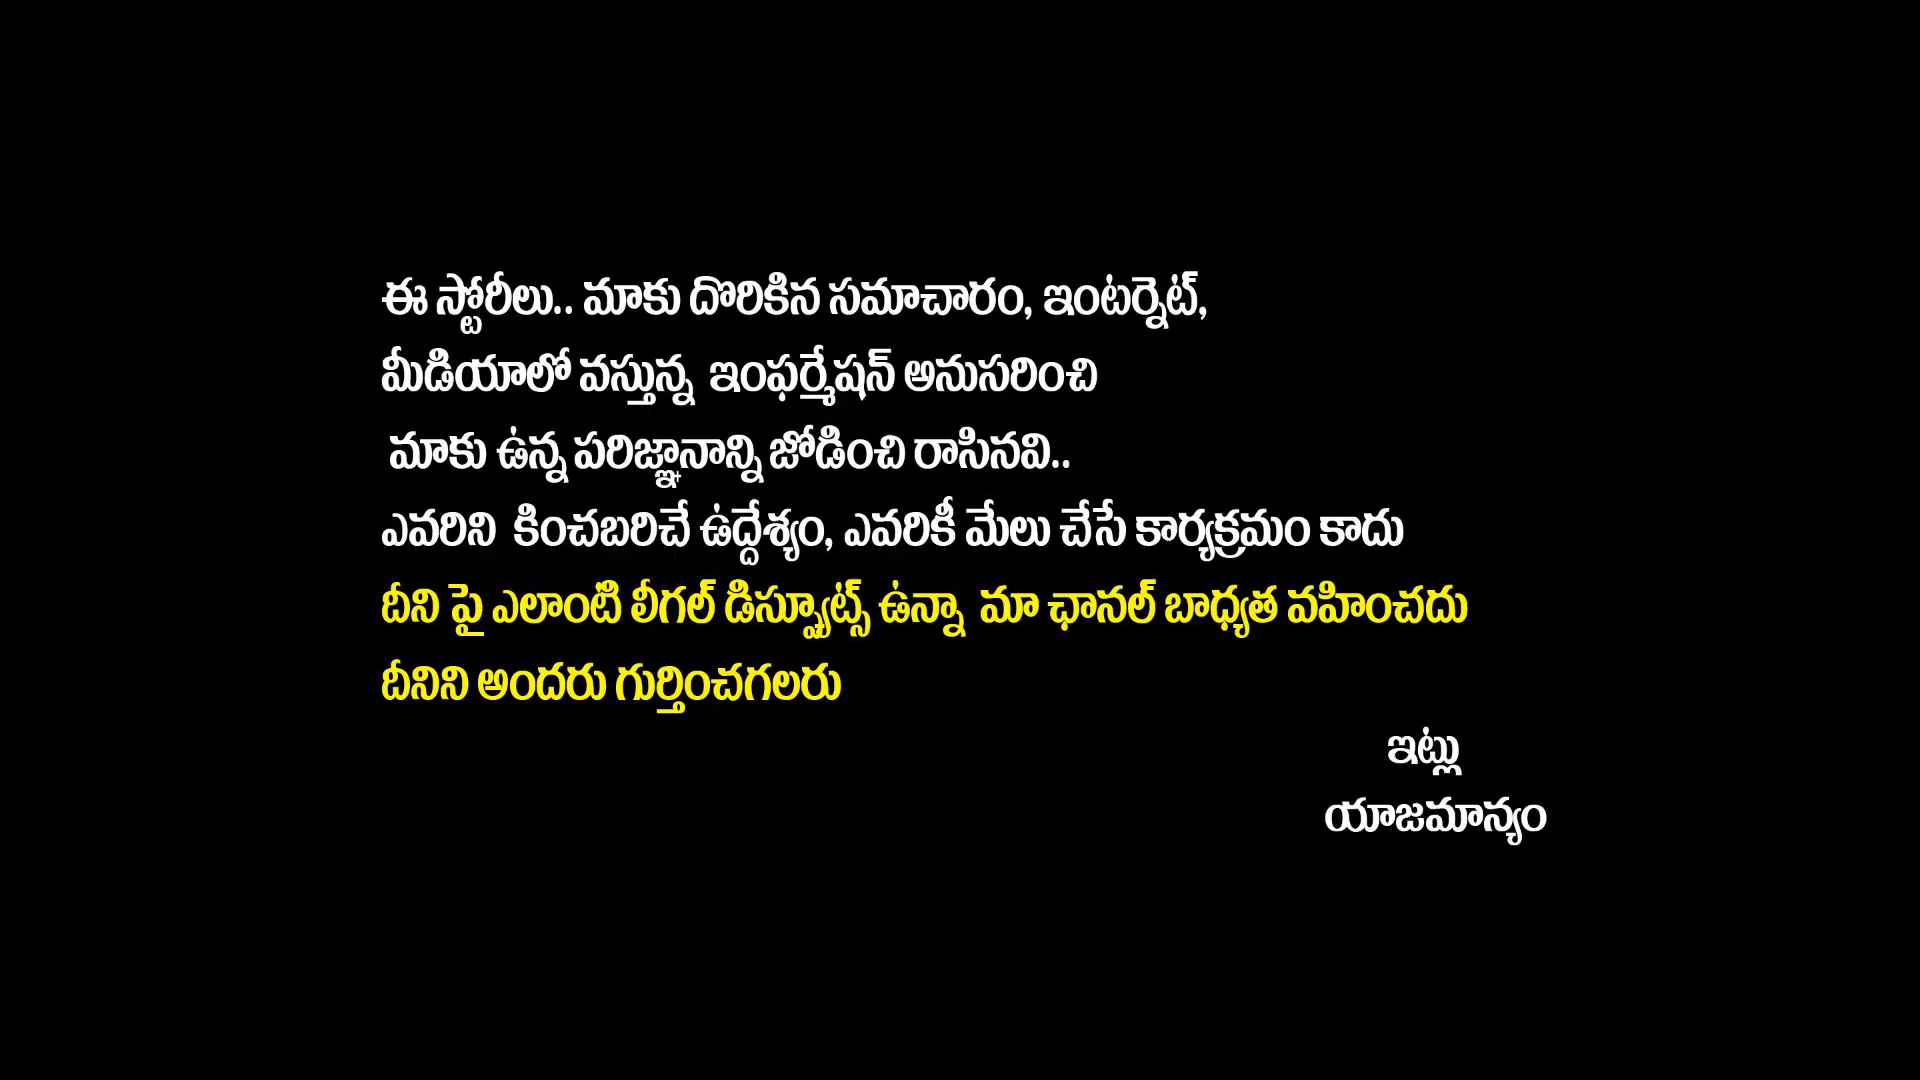 ఈ స్టోరీలు.. మాకు దొరికిన సమాచారం, ఇంటర్నెట్,
మీడియాలో వస్తున్న ఇంఫర్మేషన్ అనుసరించి
మాకు ఉన్న పరిజ్ఞానాన్ని జోడించి రాసినవి..
ఎవరిని కించబరిచే ఉద్దేశ్యం, ఎవరికీ మేలు చేసే కార్యక్రమం కాదు
దీని పై ఎలాంటి లీగల్ డిస్ప్యూట్స్ ఉన్నా మా ఛానల్ బాధ్యత వహించదు
దీనిని అందరు గుర్తించగలరు
ఇట్లు
యాజమాన్యం